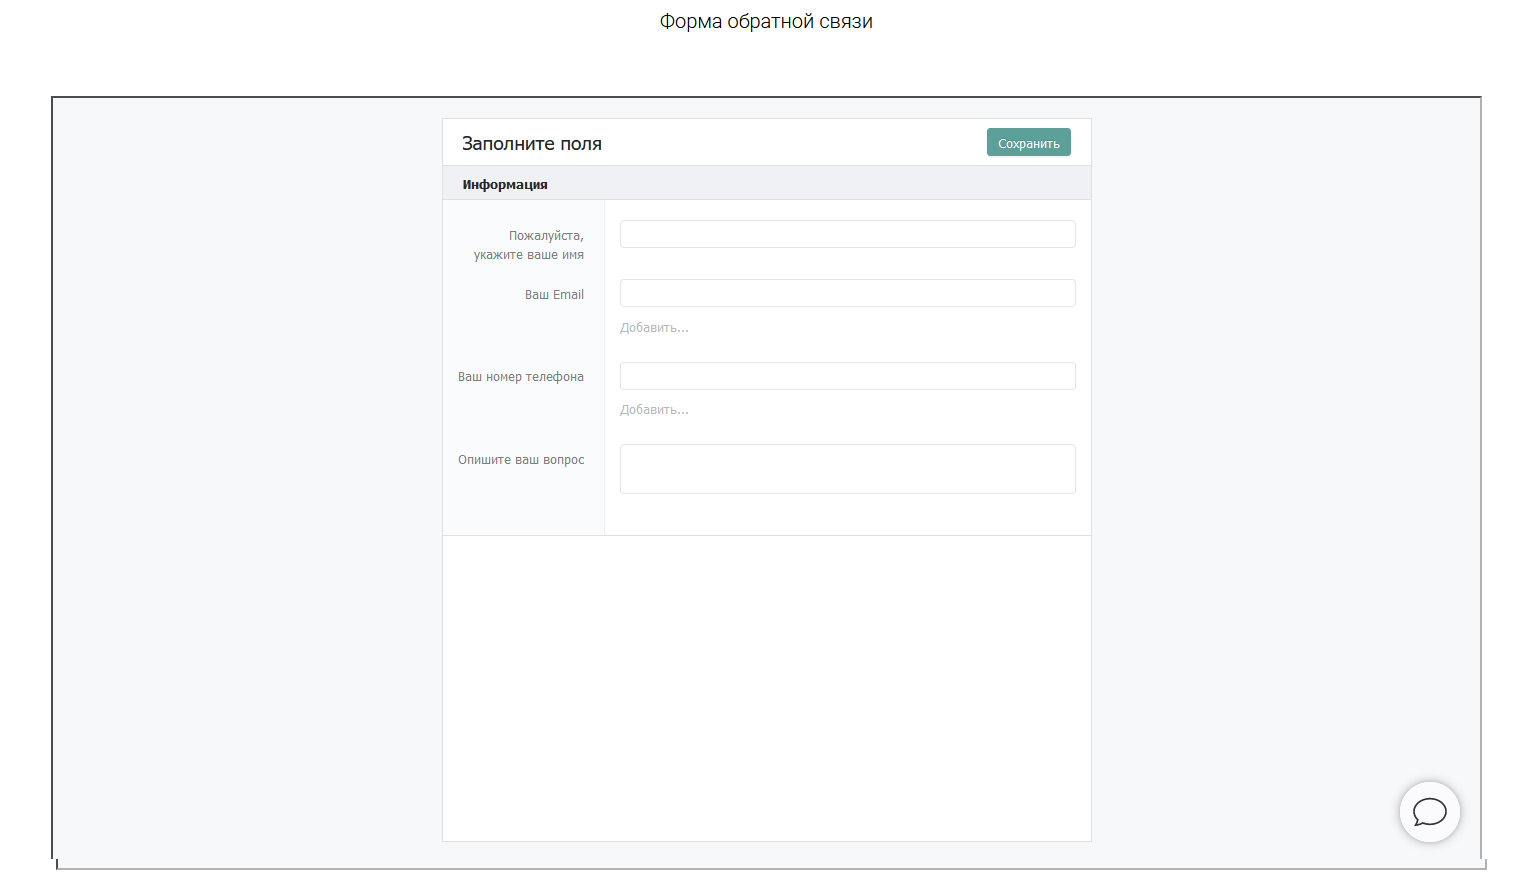 Форма обратной связи
Заполните поля
Сохранить
Информация
Пожалуйста,
укажите ваше имя
Ваш Email
Добавить...
Ваш номер телефона
Добавить...
Опишите ваш вопрос